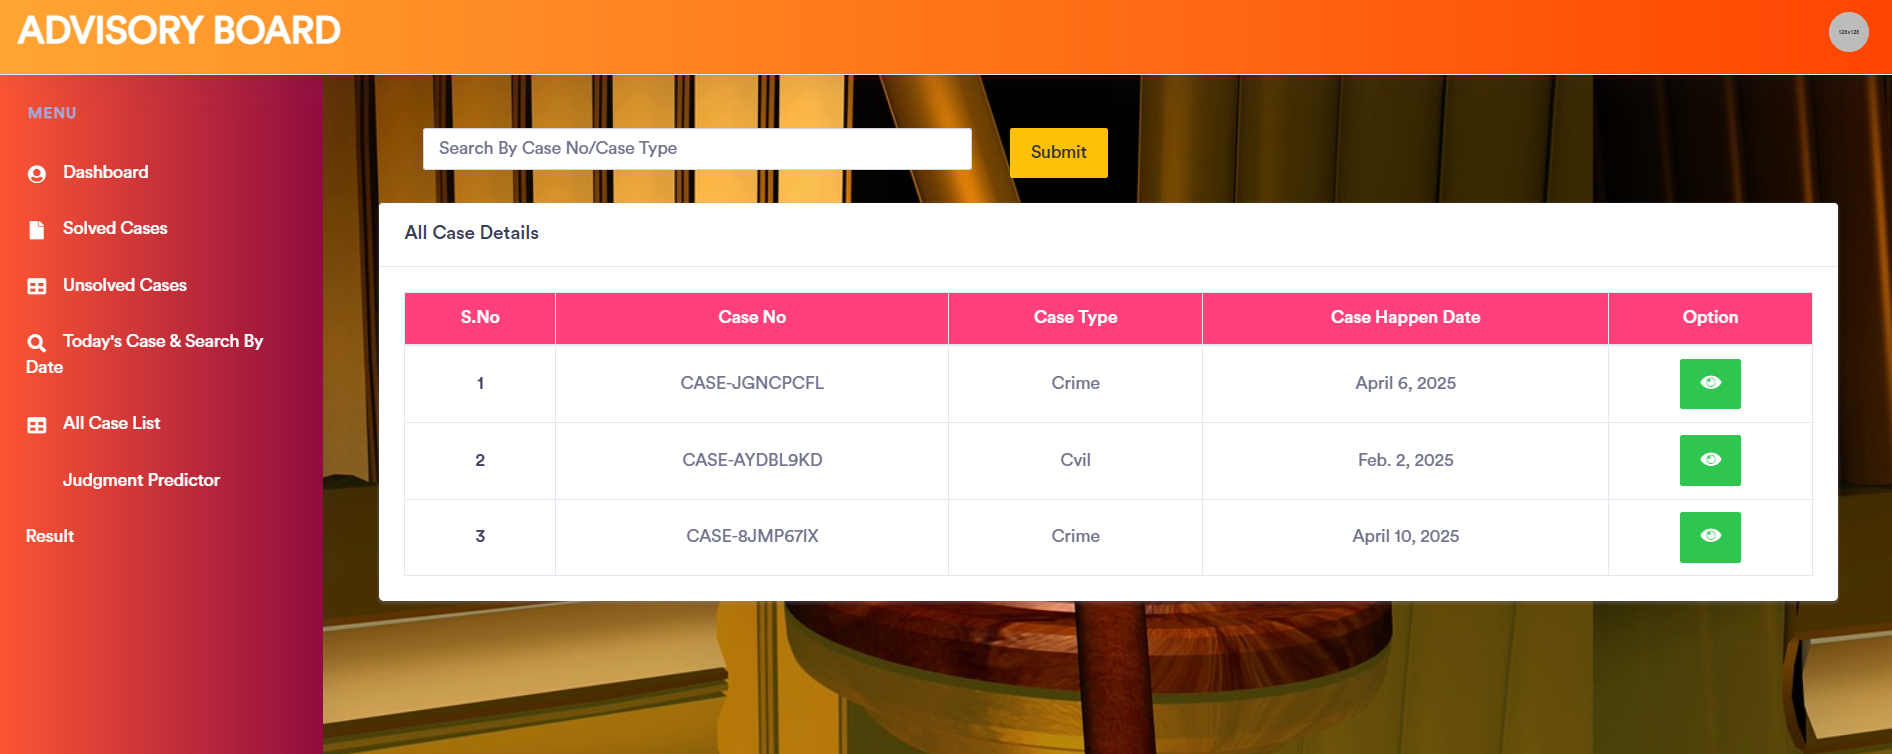 ADVISORY BOARD
128x128
MENU
Dashboard
Solved Cases
Unsolved Cases
Today's Case & Search By
Date
All Case List
Judgment Predictor
Result
Search By Case No/Case Type
Submit
All Case Details
S.No Case No Case Type Case Happen Date Option
1 CASE-JGNCPCFL Crime April 6, 2025
2 CASE-AYDBL9KD Cvil Feb. 2, 2025
3 CASE-8JMP67IX Crime April 10, 2025